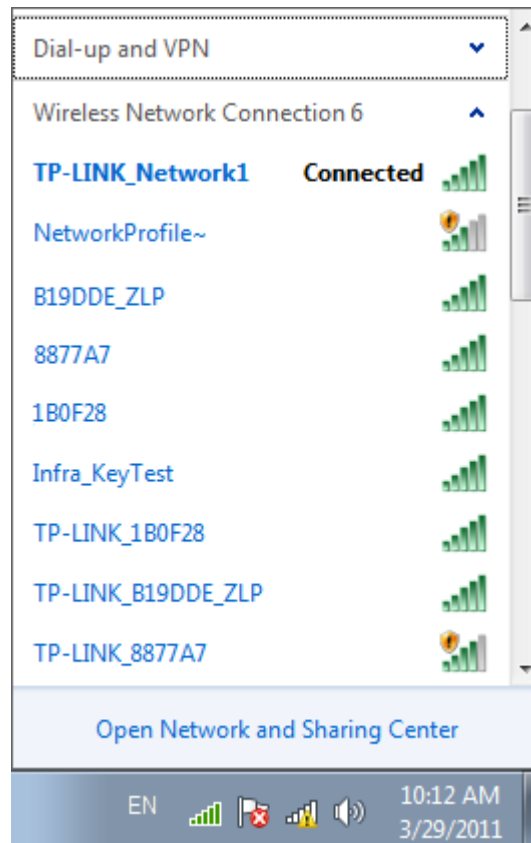 Dial-up and VPN
Wireless Network Connection 6
TP-LINK_Network1 Connected
NetworkProfile~
B19DDE_ZLP
8877A7
1B0F28
Infra_KeyTest
TP-LINK_1B0F28
TP-LINK_B19DDE_ZLP
TP-LINK_8877A7
Open Network and Sharing Center
EN
10:12 AM
3/29/2011